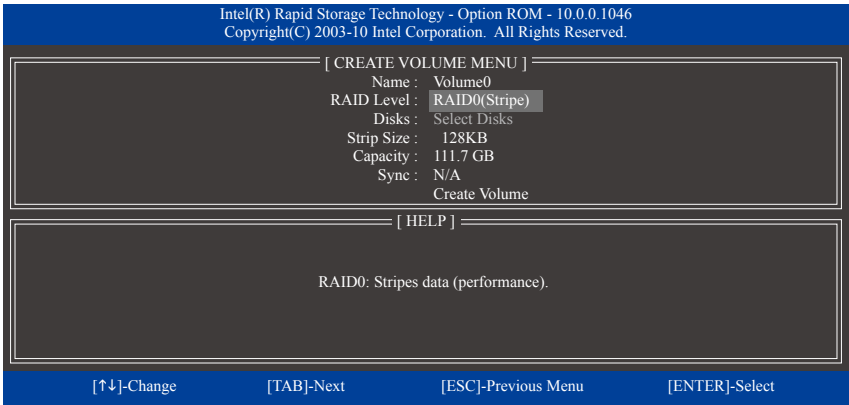 Intel(R) Rapid Storage Technology - Option ROM - 10.0.0.1046
Copyright(C) 2003-10 Intel Corporation. All Rights Reserved.
[ CREATE VOLUME MENU ]
Name : Volume0
RAID Level : RAID0(Stripe)
Disks : Select Disks
Strip Size : 128KB
Capacity : 111.7 GB
Sync : N/A
Create Volume
[ HELP ]
RAID0: Stripes data (performance).
[↑↓]-Change [TAB]-Next [ESC]-Previous Menu [ENTER]-Select